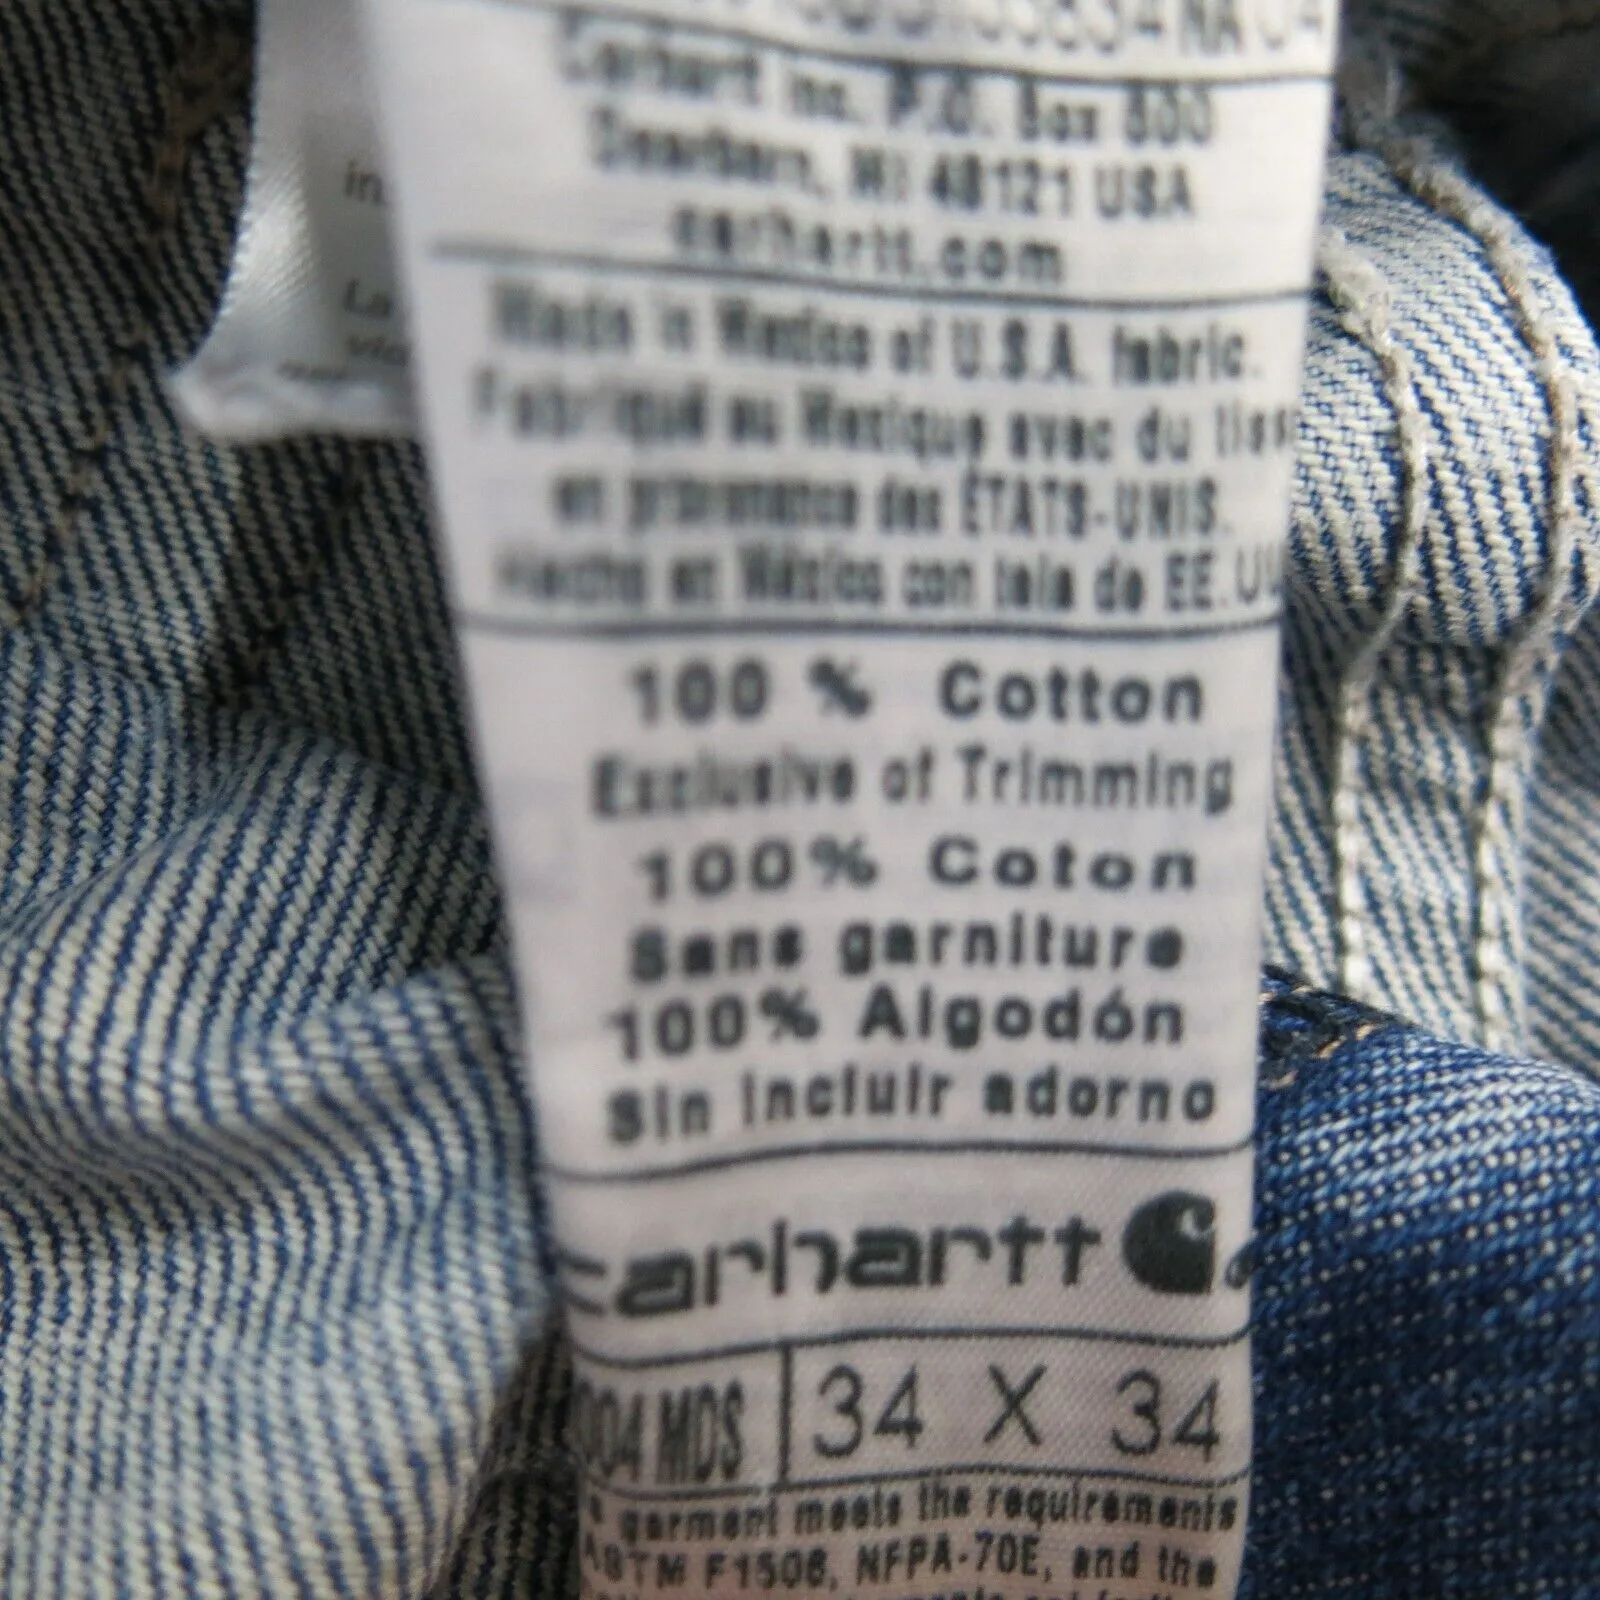 Carhartt Inc. P.O. Box 600
Dearborn, MI 48121 USA
carhartt.com
Made in Mexico of U.S.A. fabric.
Fabriqué au Mexique avec du tiss
en provenance des ÉTATS-UNIS.
Hecho en México con tela de EE.UU
100 % Cotton
Exclusive of Trimming
100% Coton
Sans garniture
100% Algodón
Sin incluir adorno
carhartt
004 MDS 34 X 34
garment meets the requirements
ASTM F1506, NFPA-70E, and the